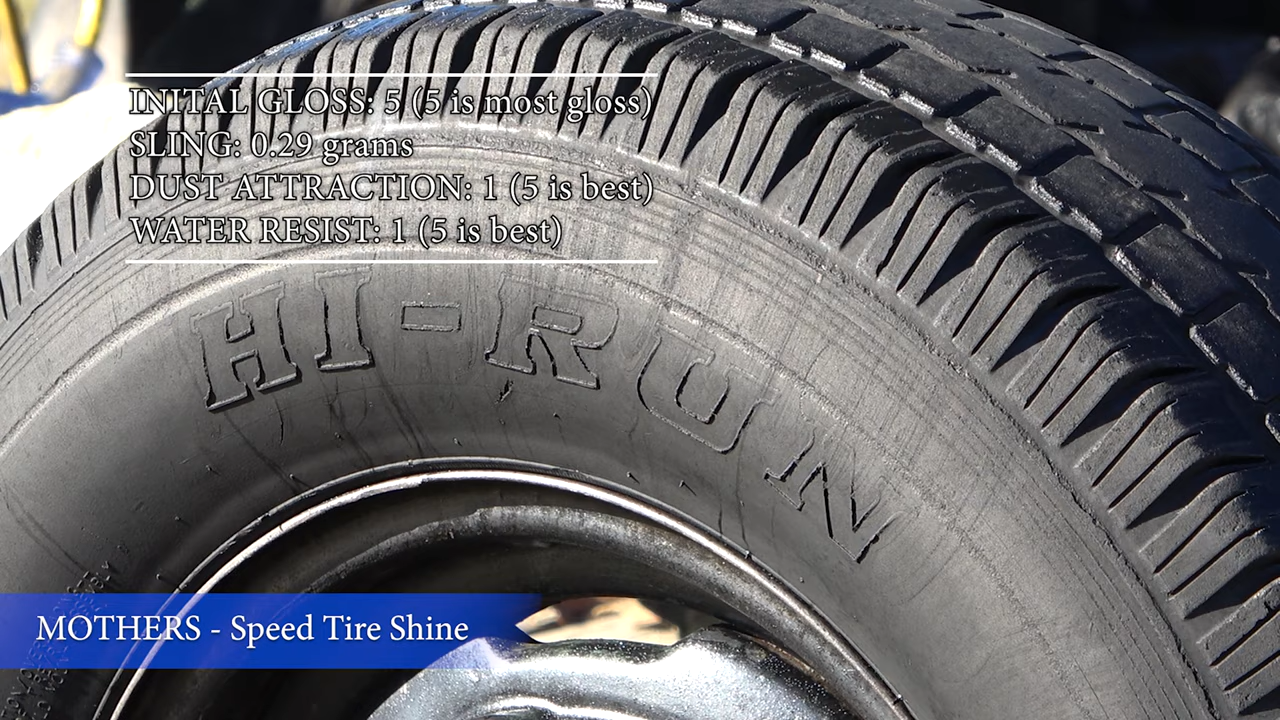 INITAL GLOSS: 5 (5 is most gloss)
SLING: 0.29 grams
DUST ATTRACTION: 1 (5 is best)
WATER RESIST: 1 (5 is best)
HI-RUN
MOTHERS - Speed Tire Shine